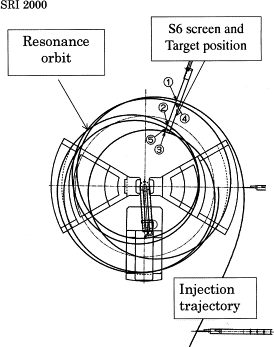 SRI 2000
S6 screen and
Target position
Resonance
orbit
①
②
④
⑤
③
Injection
trajectory